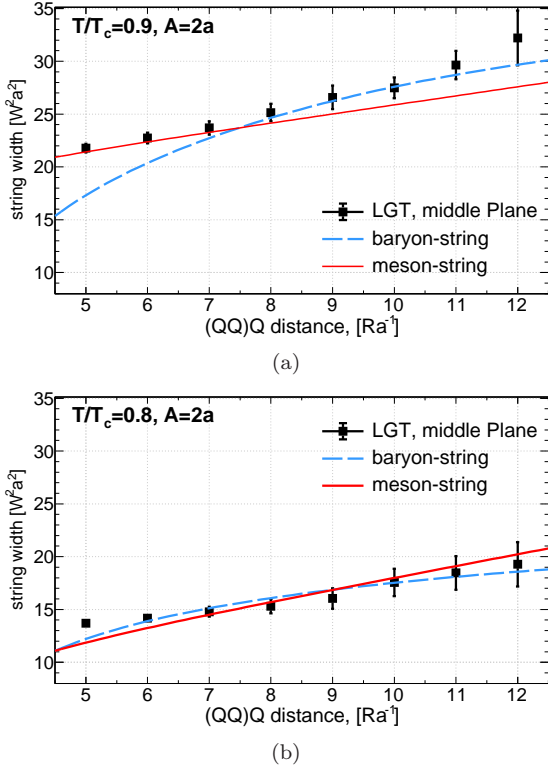 T/Tc=0.9, A=2a
35
30
25
20
15
10
string width [W²a²]
LGT, middle Plane
baryon-string
meson-string
5 6 7 8 9 10 11 12
(QQ)Q distance, [Ra⁻¹]
(a)
T/Tc=0.8, A=2a
35
30
25
20
15
10
string width [W²a²]
LGT, middle Plane
baryon-string
meson-string
5 6 7 8 9 10 11 12
(QQ)Q distance, [Ra⁻¹]
(b)